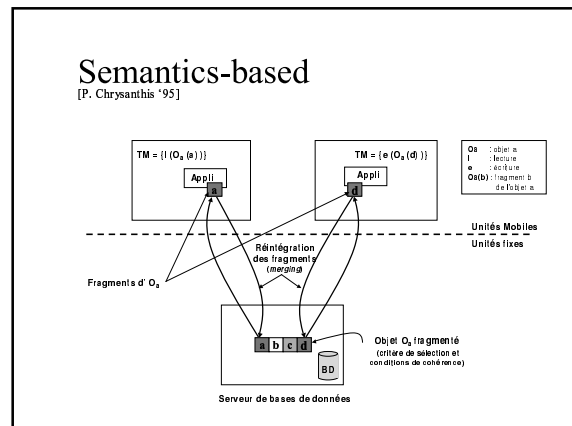 Semantics-based
[P. Chrysanthis ‘95]
TM = {l (Oa (a) )}
Appli
a
TM = {e (Oa (d) )}
Appli
d
Oa : objet a
l : lecture
e : écriture
Oa(b) : fragment b
de l'objet a
Unités Mobiles
Unités fixes
Réintégration
des fragments
(merging)
Fragments d' Oa
a b c d
BD
Objet Oa fragmenté
(critère de sélection et
conditions de cohérence)
Serveur de bases de données